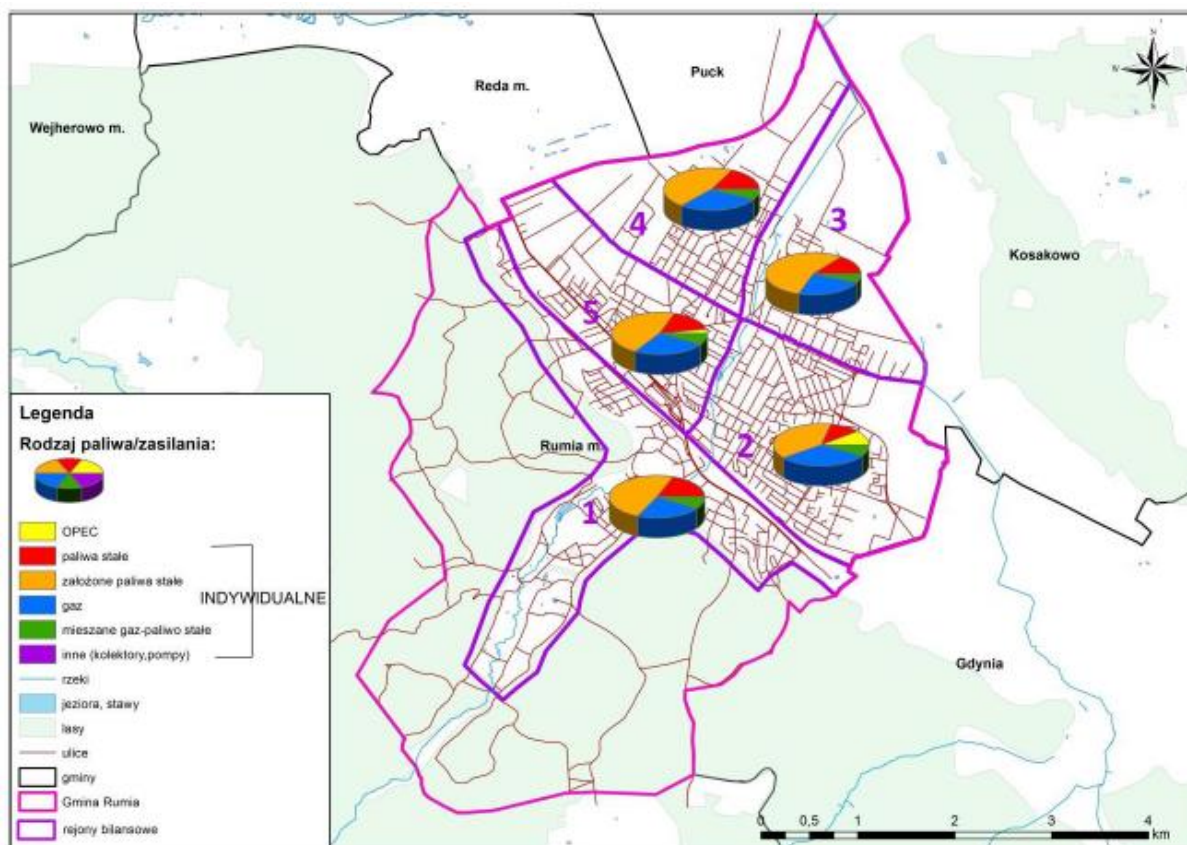 Puck
Reda m.
Wejherowo m.
N
4
3
Kosakowo
5
Legenda
Rodzaj paliwa/zasilania:
Rumia m.
2
1
OPEC
paliwa stałe
założone paliwa stałe
INDYWIDUALNE
gaz
mieszane gaz-paliwo stałe
inne (kolektory,pompy)
Gdynia
rzeki
jeziora, stawy
lasy
ulice
gminy
Gmina Rumia
rejony bilansowe
0 0,5 1 2 3 4
km